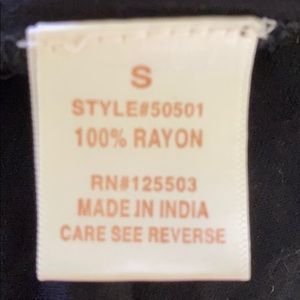 S
STYLE#50501
100% RAYON
RN#125503
MADE IN INDIA
CARE SEE REVERSE